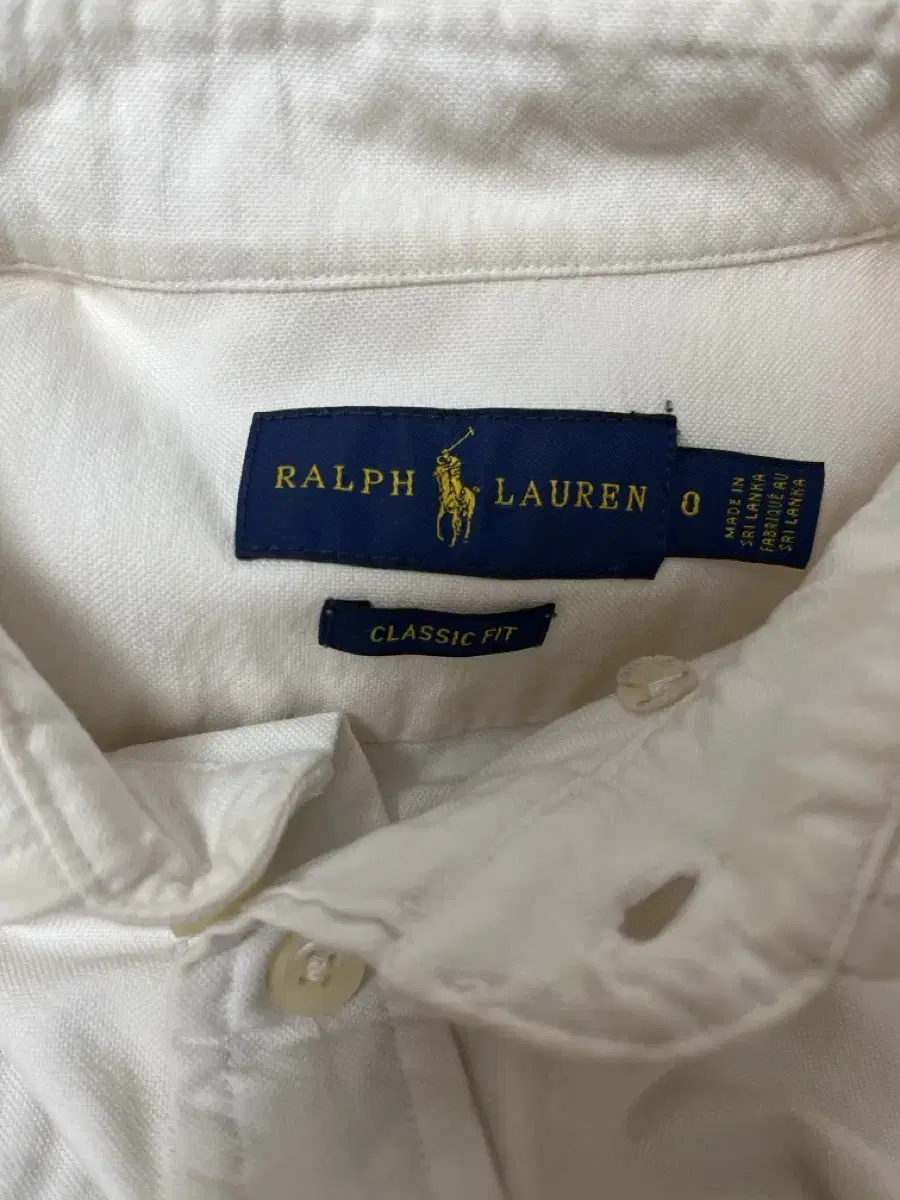 RALPH LAUREN
0
MADE IN
SRI LANKA
FABRIQUÉ AU
SRI LANKA
CLASSIC FIT